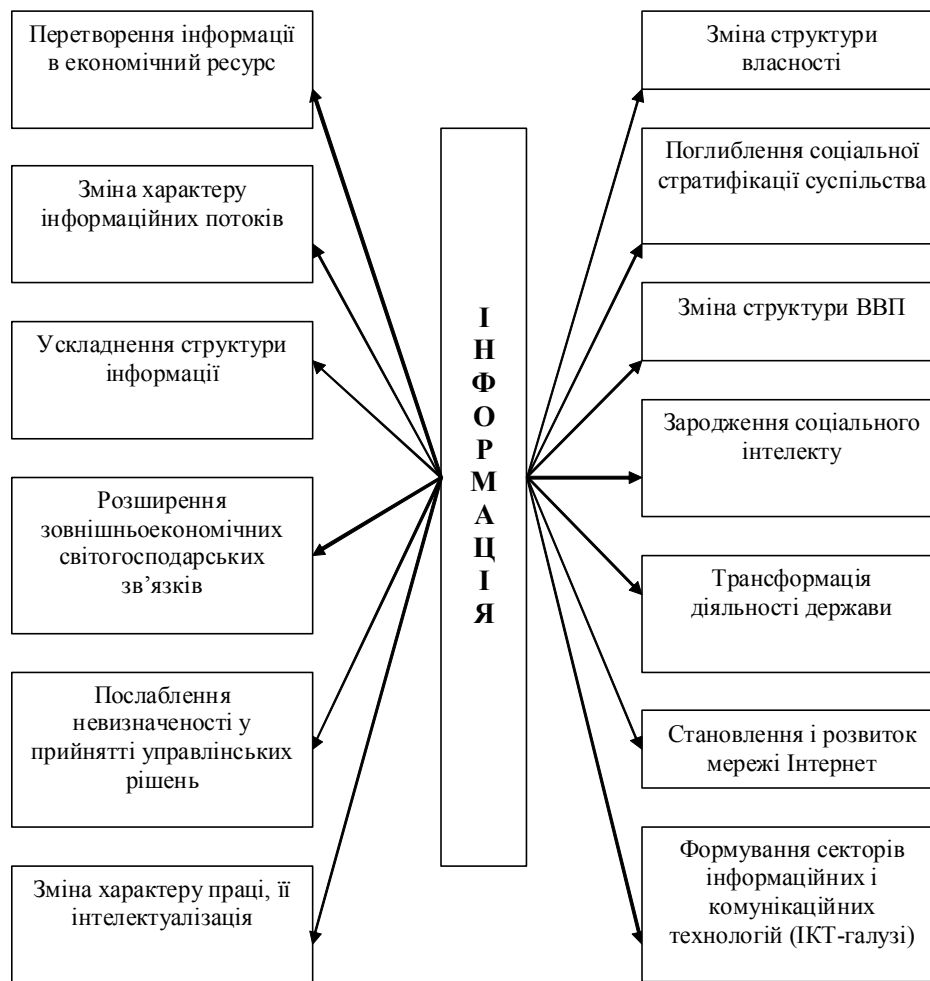 Перетворення інформації
в економічний ресурс
Зміна характеру
інформаційних потоків
Ускладнення структури
інформації
Розширення
зовнішньоекономічних
світогосподарських
зв’язків
Послаблення
невизначеності у
прийнятті управлінських
рішень
Зміна характеру праці, її
інтелектуалізація
І
Н
Ф
О
Р
М
А
Ц
І
Я
Зміна структури
власності
Поглиблення соціальної
стратифікації суспільства
Зміна структури ВВП
Зародження соціального
інтелекту
Трансформація
діяльності держави
Становлення і розвиток
мережі Інтернет
Формування секторів
інформаційних і
комунікаційних
технологій (ІКТ-галузі)